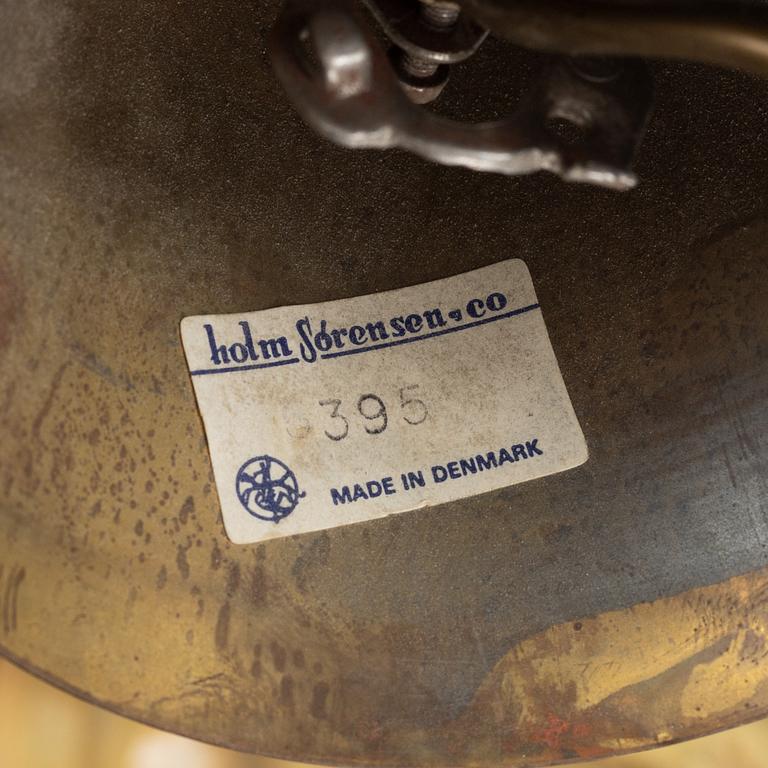 holm Sørensen & co
395
MADE IN DENMARK